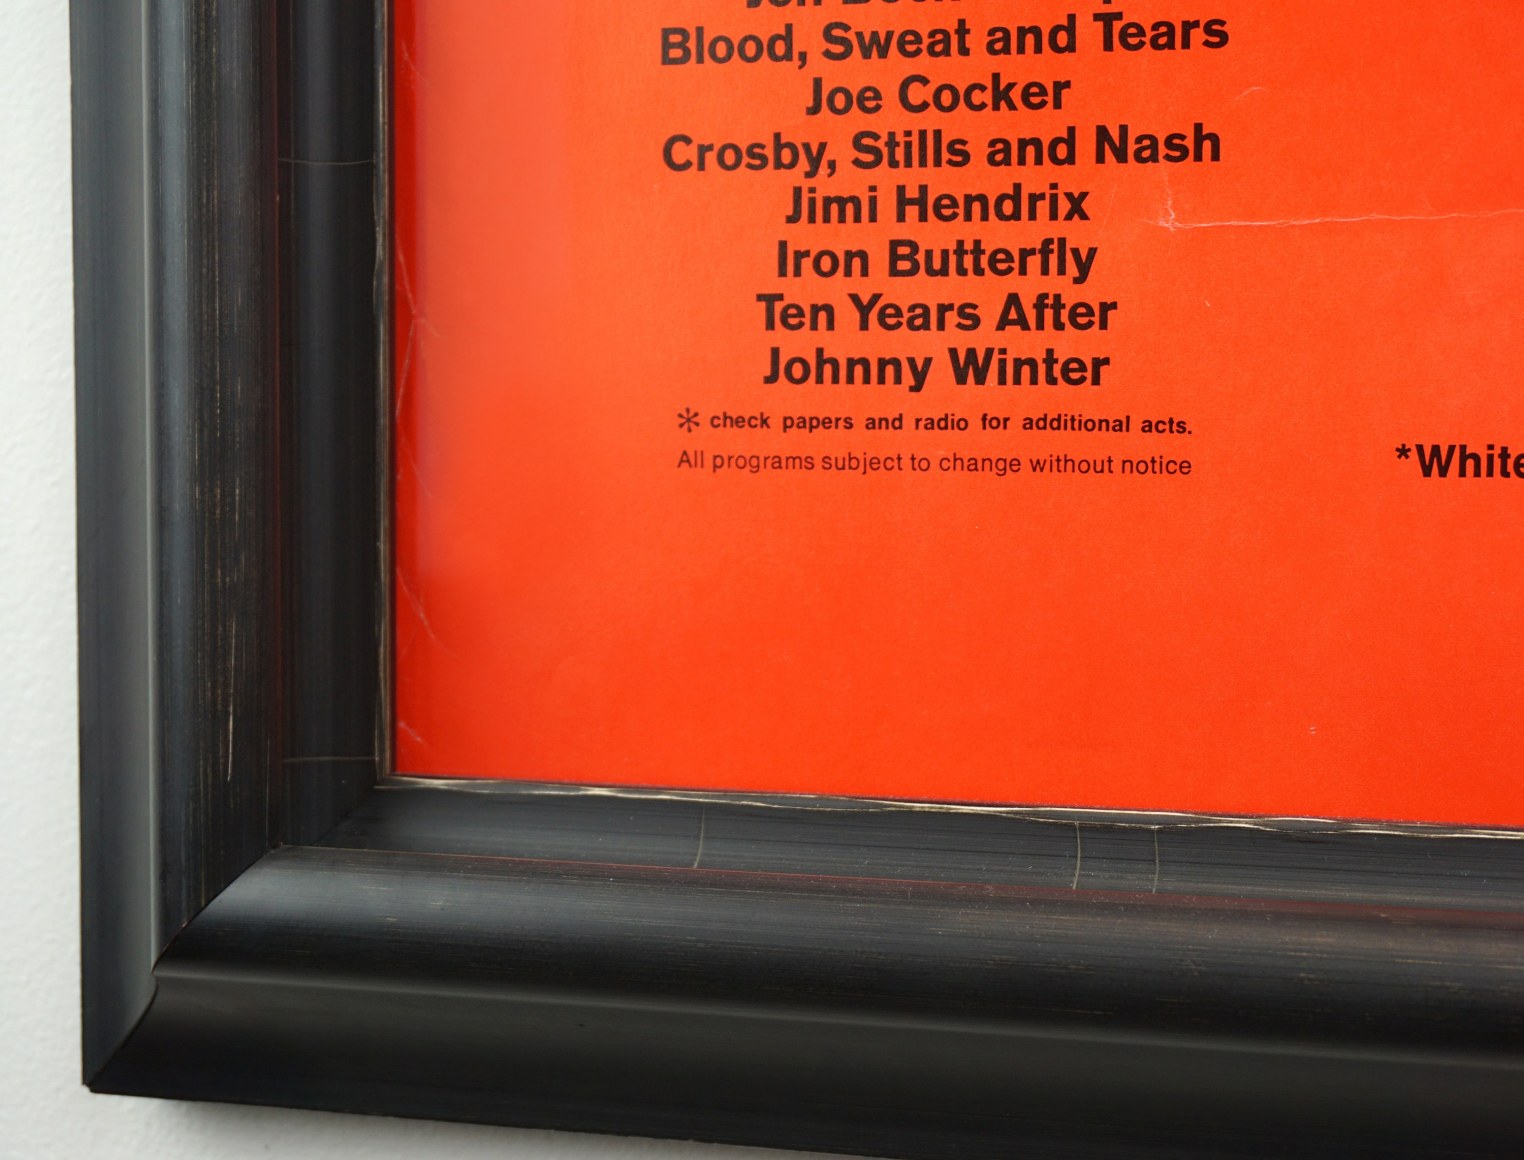 Blood, Sweat and Tears
Joe Cocker
Crosby, Stills and Nash
Jimi Hendrix
Iron Butterfly
Ten Years After
Johnny Winter
* check papers and radio for additional acts.
All programs subject to change without notice
*White